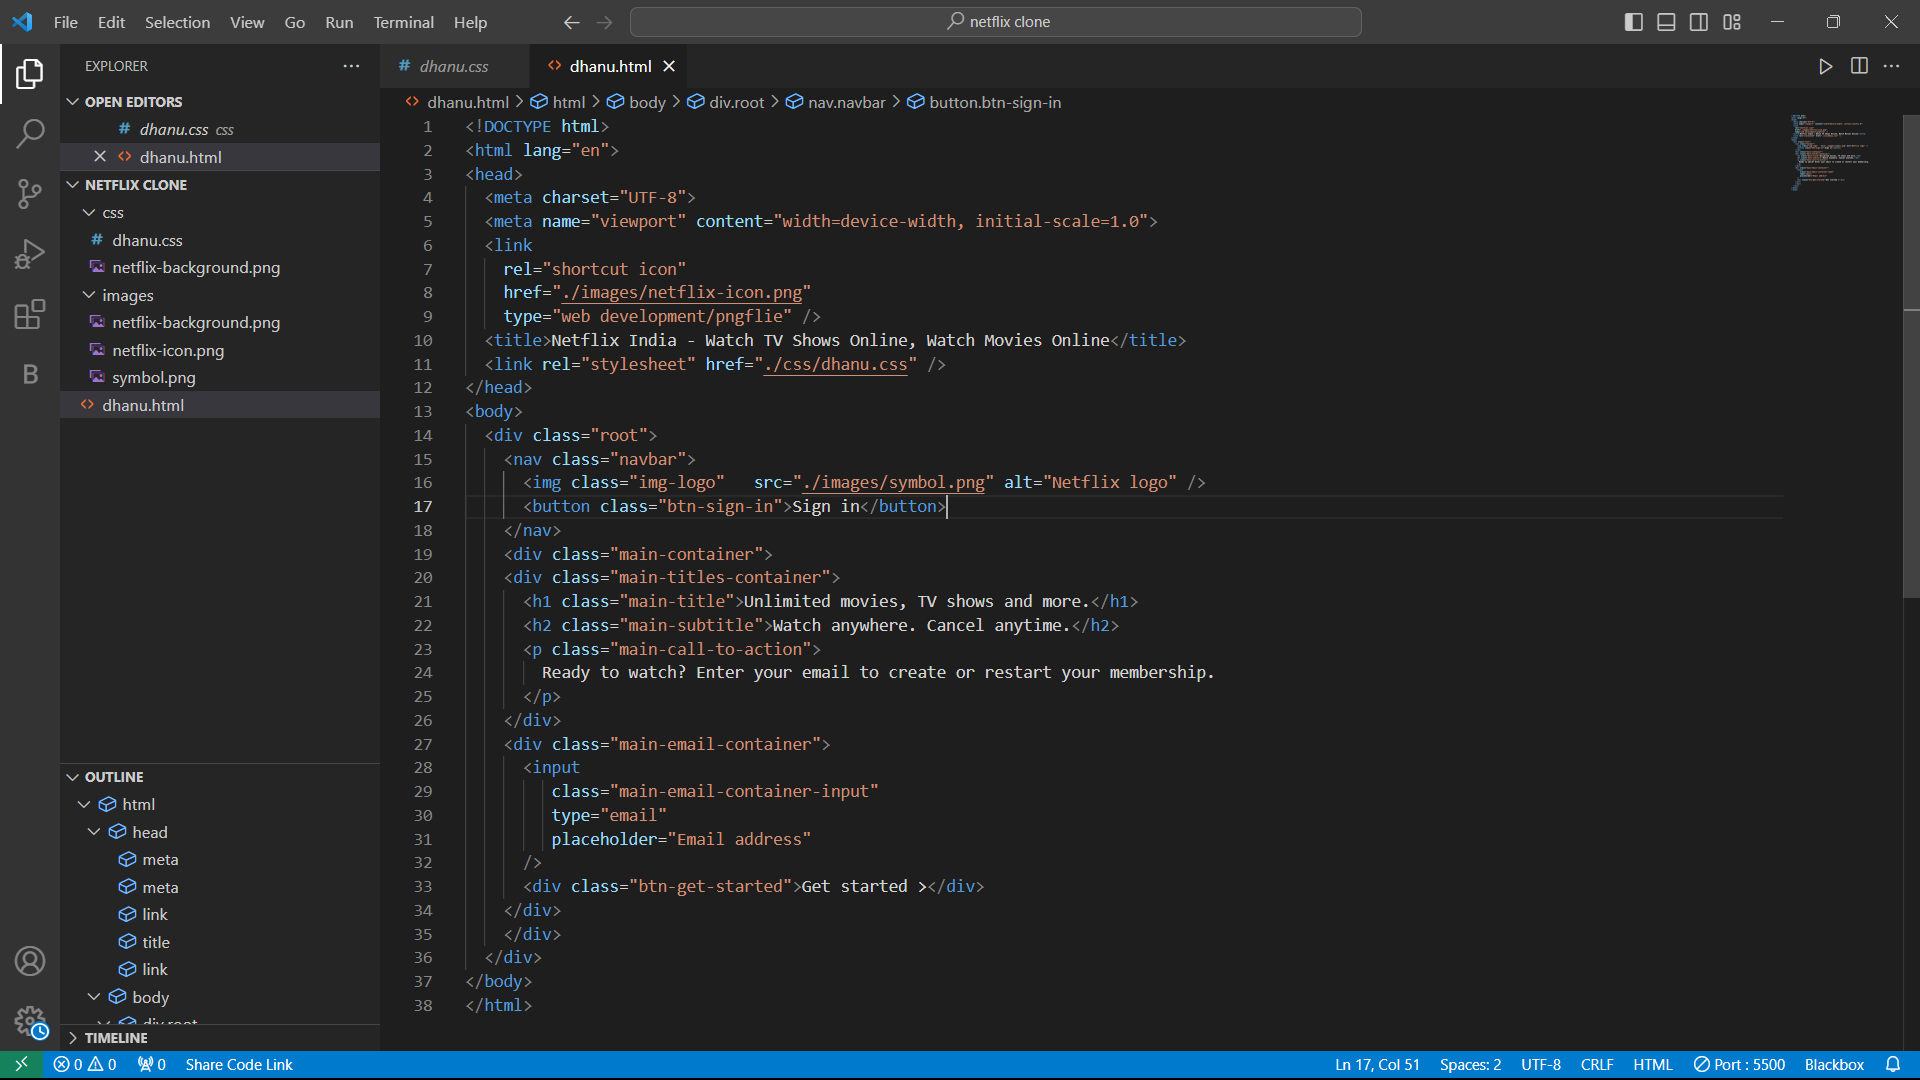 File Edit Selection View Go Run Terminal Help
netflix clone
EXPLORER
OPEN EDITORS
# dhanu.css css
dhanu.html
NETFLIX CLONE
css
# dhanu.css
netflix-background.png
images
netflix-background.png
netflix-icon.png
symbol.png
dhanu.html
B
OUTLINE
html
head
meta
meta
link
title
link
body
div.root
TIMELINE
# dhanu.css
<> dhanu.html
<> dhanu.html > html > body > div.root > nav.navbar > button.btn-sign-in
1 <!DOCTYPE html>
2 <html lang="en">
3 <head>
4 <meta charset="UTF-8">
5 <meta name="viewport" content="width=device-width, initial-scale=1.0">
6 <link
7 rel="shortcut icon"
8 href="./images/netflix-icon.png"
9 type="web development/pngflie" />
10 <title>Netflix India - Watch TV Shows Online, Watch Movies Online</title>
11 <link rel="stylesheet" href="./css/dhanu.css" />
12 </head>
13 <body>
14 <div class="root">
15 <nav class="navbar">
16 <img class="img-logo"   src="./images/symbol.png" alt="Netflix logo" />
17 <button class="btn-sign-in">Sign in</button>
18 </nav>
19 <div class="main-container">
20 <div class="main-titles-container">
21 <h1 class="main-title">Unlimited movies, TV shows and more.</h1>
22 <h2 class="main-subtitle">Watch anywhere. Cancel anytime.</h2>
23 <p class="main-call-to-action">
24 Ready to watch? Enter your email to create or restart your membership.
25 </p>
26 </div>
27 <div class="main-email-container">
28 <input
29 class="main-email-container-input"
30 type="email"
31 placeholder="Email address"
32 />
33 <div class="btn-get-started">Get started ></div>
34 </div>
35 </div>
36 </div>
37 </body>
38 </html>
0 0 0 Share Code Link
Ln 17, Col 51 Spaces: 2 UTF-8 CRLF HTML Port : 5500 Blackbox